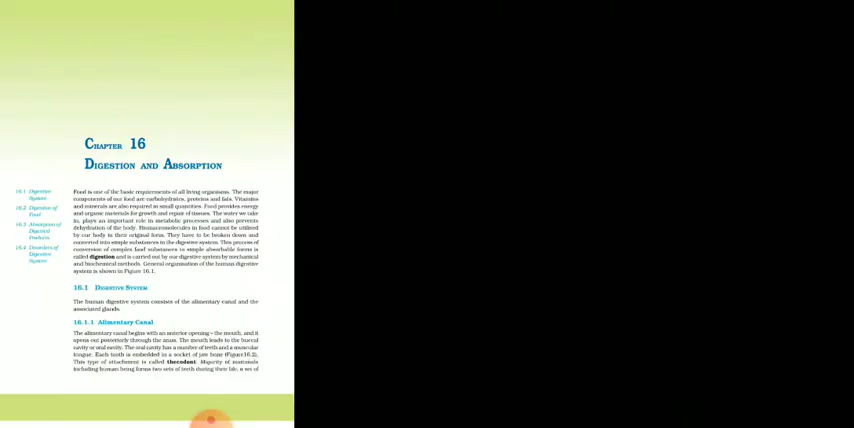 CHAPTER 16
DIGESTION AND ABSORPTION
16.1 Digestive
System
16.2 Digestion of
Food
16.3 Absorption of
Digested
Products
16.4 Disorders of
Digestive
System
Food is one of the basic requirements of all living organisms. The major
components of our food are carbohydrates, proteins and fats. Vitamins
and minerals are also required in small quantities. Food provides energy
and organic materials for growth and repair of tissues. The water we take
in, plays an important role in metabolic processes and also prevents
dehydration of the body. Biomacromolecules in food cannot be utilised
by our body in their original form. They have to be broken down and
converted into simple substances in the digestive system. This process of
conversion of complex food substances to simple absorbable forms is
called digestion and is carried out by our digestive system by mechanical
and biochemical methods. General organisation of the human digestive
system is shown in Figure 16.1.
16.1 DIGESTIVE SYSTEM
The human digestive system consists of the alimentary canal and the
associated glands.
16.1.1 Alimentary Canal
The alimentary canal begins with an anterior opening – the mouth, and it
opens out posteriorly through the anus. The mouth leads to the buccal
cavity or oral cavity. The oral cavity has a number of teeth and a muscular
tongue. Each tooth is embedded in a socket of jaw bone (Figure 16.2).
This type of attachment is called thecodont. Majority of mammals
including human being forms two sets of teeth during their life, a set of